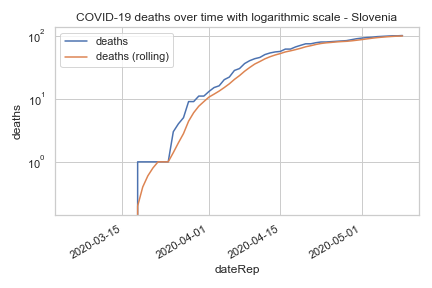 COVID-19 deaths over time with logarithmic scale - Slovenia
deaths
deaths (rolling)
10²
10¹
10⁰
deaths
2020-03-15
2020-04-01
2020-04-15
2020-05-01
dateRep